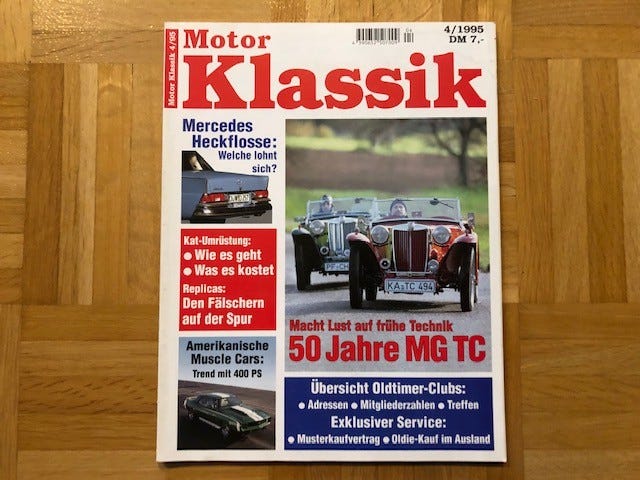 Motor Klassik 4/95
Motor
Klassik
4/1995
DM 7,-
04
Mercedes
Heckflosse:
Welche lohnt
sich?
Kat-Umrüstung:
● Wie es geht
● Was es kostet
Replicas:
Den Fälschern
auf der Spur
Amerikanische
Muscle Cars:
Trend mit 400 PS
PF-CH
KA TC 494
Macht Lust auf frühe Technik
50 Jahre MG TC
Übersicht Oldtimer-Clubs:
● Adressen ● Mitgliederzahlen ● Treffen
Exklusiver Service:
● Musterkaufvertrag ● Oldie-Kauf im Ausland